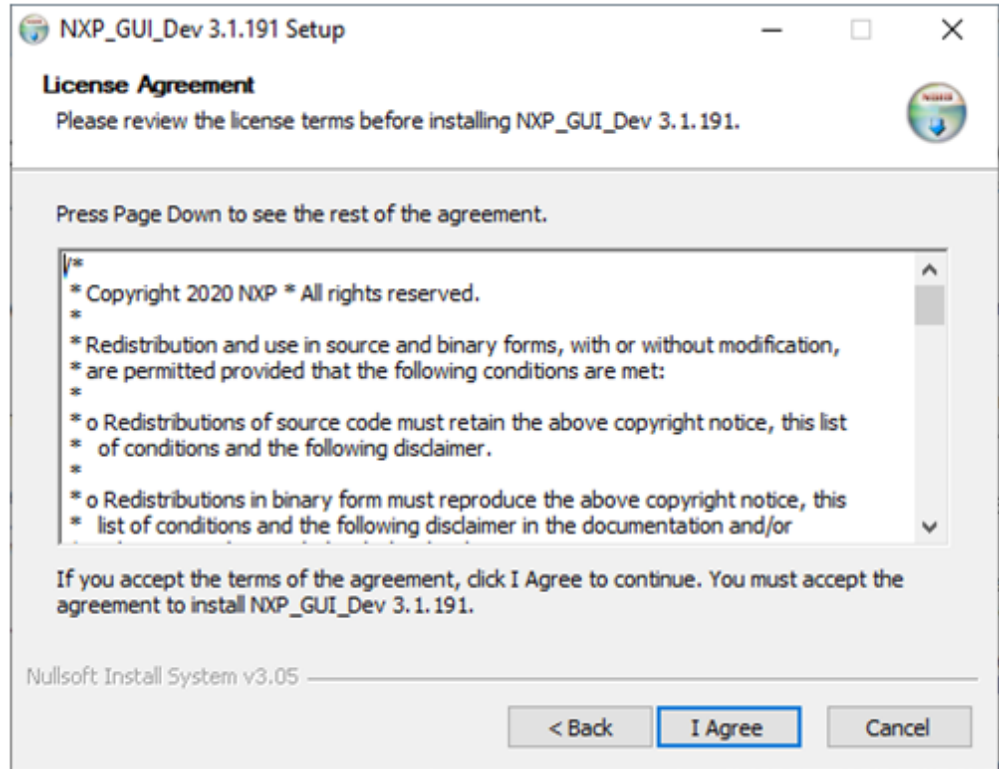 NXP_GUI_Dev 3.1.191 Setup
License Agreement
Please review the license terms before installing NXP_GUI_Dev 3.1.191.
Press Page Down to see the rest of the agreement.
/*
* Copyright 2020 NXP * All rights reserved.
*
* Redistribution and use in source and binary forms, with or without modification,
* are permitted provided that the following conditions are met:
*
* o Redistributions of source code must retain the above copyright notice, this list
* of conditions and the following disclaimer.
*
* o Redistributions in binary form must reproduce the above copyright notice, this
* list of conditions and the following disclaimer in the documentation and/or
If you accept the terms of the agreement, click I Agree to continue. You must accept the
agreement to install NXP_GUI_Dev 3.1.191.
Nullsoft Install System v3.05
< Back
I Agree
Cancel